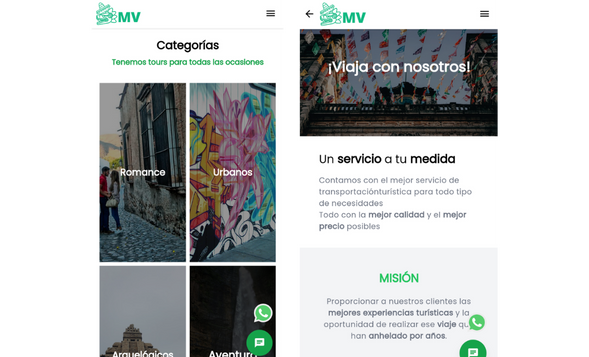 MV
Categorías
Tenemos tours para todas las ocasiones
Romance
Urbanos
Arqueológicos
Aventura
MV
¡Viaja con nosotros!
Un servicio a tu medida
Contamos con el mejor servicio de
transportaciónturística para todo tipo
de necesidades
Todo con la mejor calidad y el mejor
precio posibles
MISIÓN
Proporcionar a nuestros clientes las
mejores experiencias turísticas y la
oportunidad de realizar ese viaje qu
han anhelado por años.